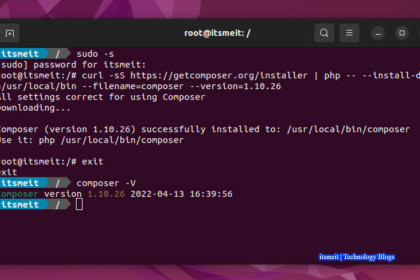 root@itsmeit: /
itsmeit / sudo -s
[sudo] password for itsmeit:
root@itsmeit:/# curl -sS https://getcomposer.org/installer | php -- --install-d
/usr/local/bin --filename=composer --version=1.10.26
All settings correct for using Composer
Downloading...
Composer (version 1.10.26) successfully installed to: /usr/local/bin/composer
Use it: php /usr/local/bin/composer
root@itsmeit:/# exit
exit
itsmeit / composer -V
Composer version 1.10.26 2022-04-13 16:39:56
itsmeit /
itsmeit | Technology Blogs